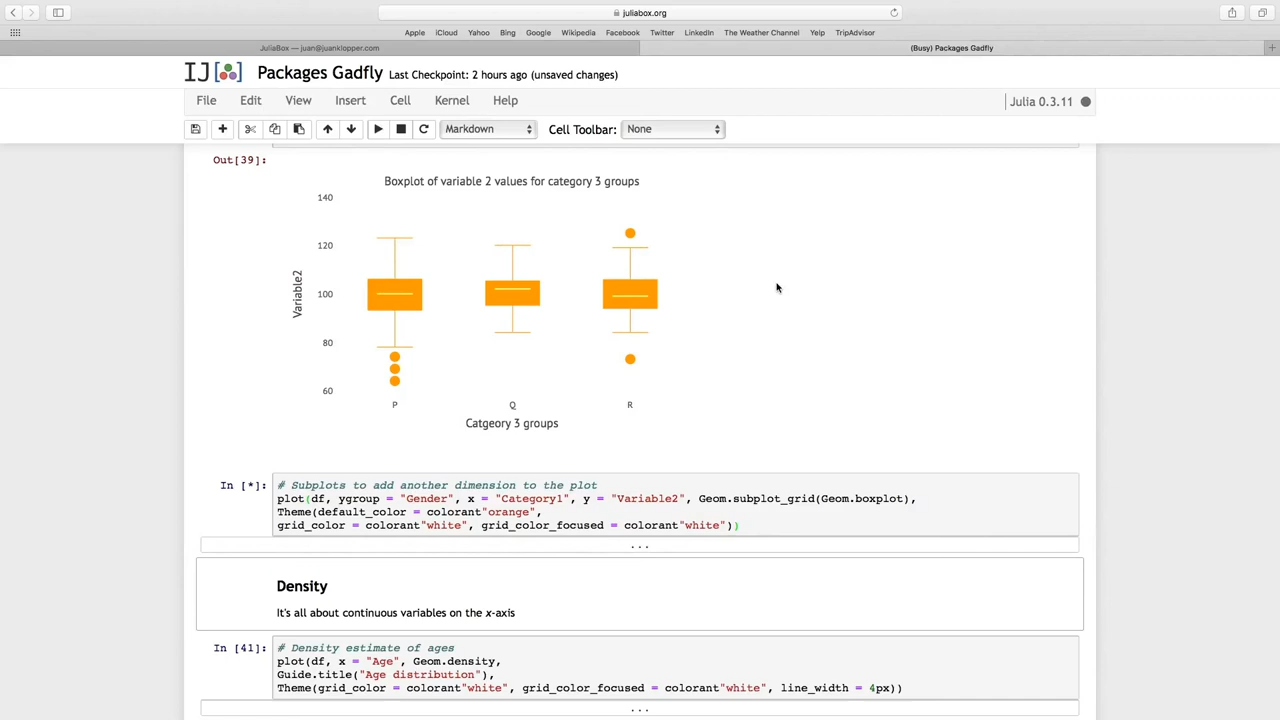 juliabox.org
Apple iCloud Yahoo Bing Google Wikipedia Facebook Twitter LinkedIn The Weather Channel Yelp TripAdvisor
JuliaBox — juan@juanklopper.com
(Busy) Packages Gadfly
IJ[ ] Packages Gadfly Last Checkpoint: 2 hours ago (unsaved changes)
File Edit View Insert Cell Kernel Help
Julia 0.3.11
Markdown Cell Toolbar: None
Out[39]:
Boxplot of variable 2 values for category 3 groups
140
120
100
80
60
Variable2
P Q R
Catgeory 3 groups
In [*]:
# Subplots to add another dimension to the plot
plot(df, ygroup = "Gender", x = "Category1", y = "Variable2", Geom.subplot_grid(Geom.boxplot),
Theme(default_color = colorant"orange",
grid_color = colorant"white", grid_color_focused = colorant"white"))
...
Density
It's all about continuous variables on the x-axis
In [41]:
# Density estimate of ages
plot(df, x = "Age", Geom.density,
Guide.title("Age distribution"),
Theme(grid_color = colorant"white", grid_color_focused = colorant"white", line_width = 4px))
...